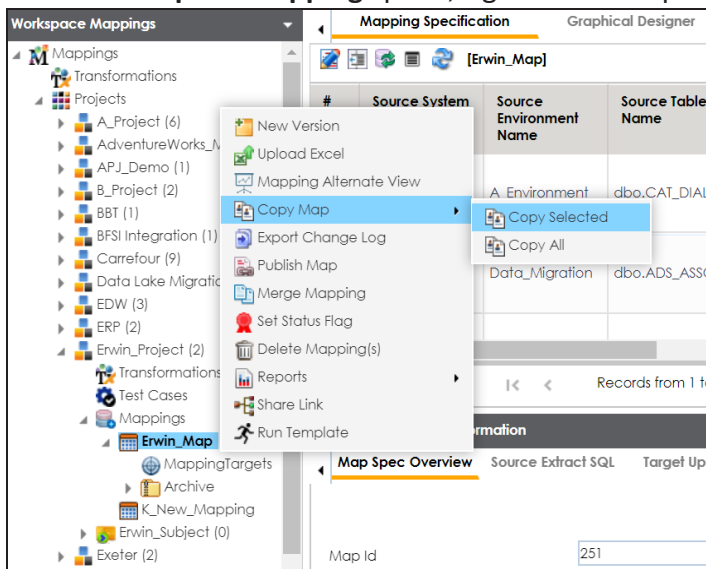 Workspace Mappings
Mappings
Transformations
Projects
A_Project (6)
AdventureWorks_M
APJ_Demo (1)
B_Project (2)
BBT (1)
BFSI Integration (1)
Carrefour (9)
Data Lake Migratio
EDW (3)
ERP (2)
Erwin_Project (2)
Transformations
Test Cases
Mappings
Erwin_Map
MappingTargets
Archive
K_New_Mapping
Erwin_Subject (0)
Exeter (2)
New Version
Upload Excel
Mapping Alternate View
Copy Map
Export Change Log
Publish Map
Merge Mapping
Set Status Flag
Delete Mapping(s)
Reports
Share Link
Run Template
Copy Selected
Copy All
Mapping Specification Graphical Designer
[Erwin_Map]
# Source System Source Environment Name Source Table Name
A_Environment dbo.CAT_DIAL
Data_Migration dbo.ADS_ASSO
Records from 1 to
rmation
Map Spec Overview Source Extract SQL Target Up
Map Id 251